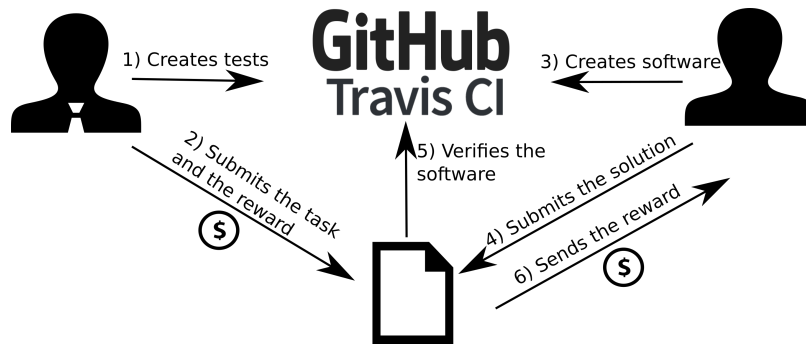 GitHub
Travis CI
1) Creates tests
3) Creates software
2) Submits the task
and the reward
$
5) Verifies the
software
4) Submits the solution
6) Sends the reward
$